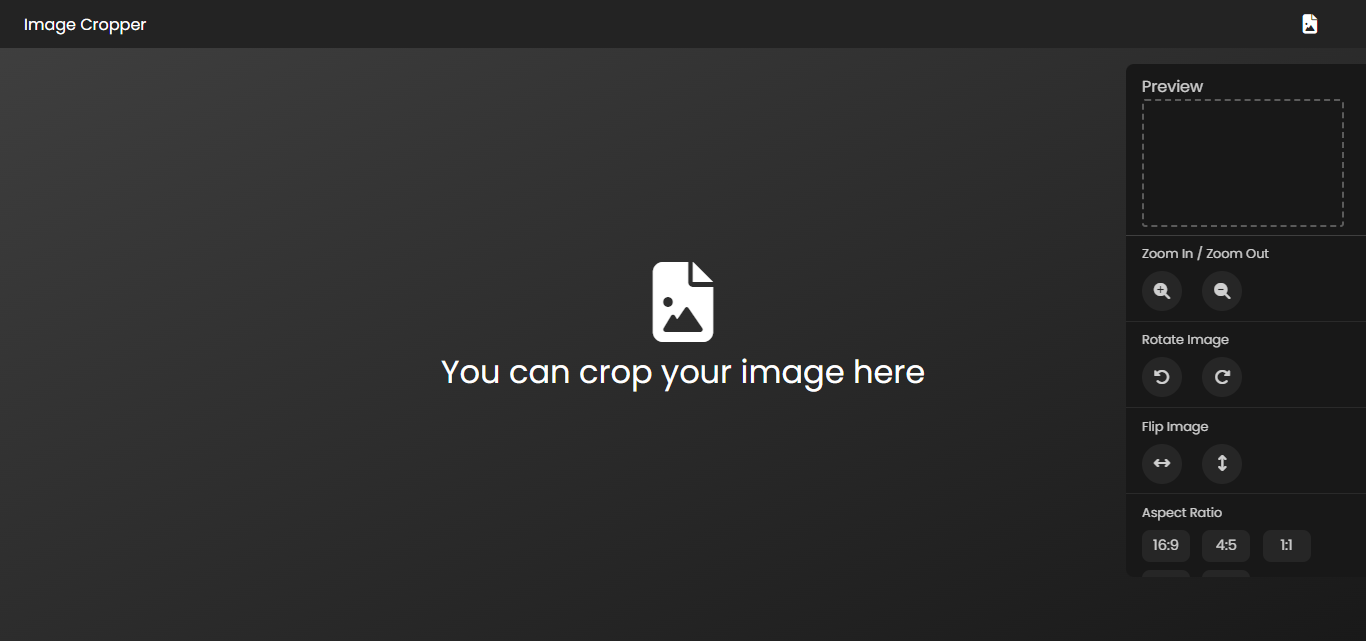 Image Cropper
You can crop your image here
Preview
Zoom In / Zoom Out
Rotate Image
Flip Image
Aspect Ratio
16:9 4:5 1:1